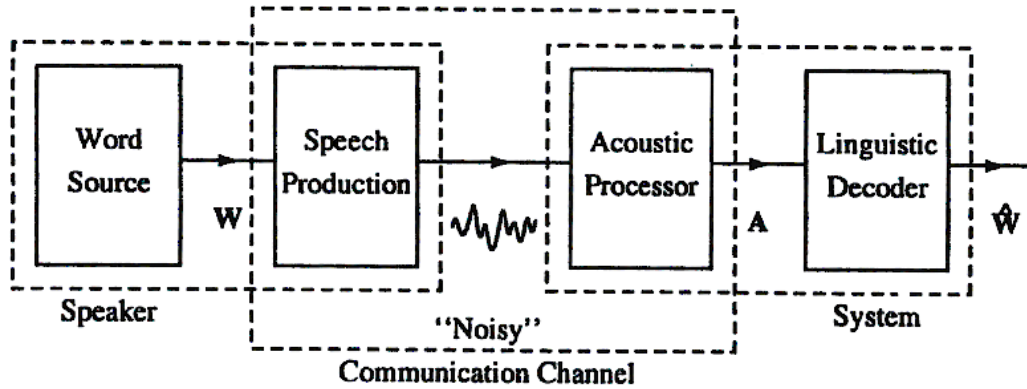 Word
Source
Speech
Production
Acoustic
Processor
Linguistic
Decoder
W
A
Ŵ
Speaker
System
“Noisy”
Communication Channel